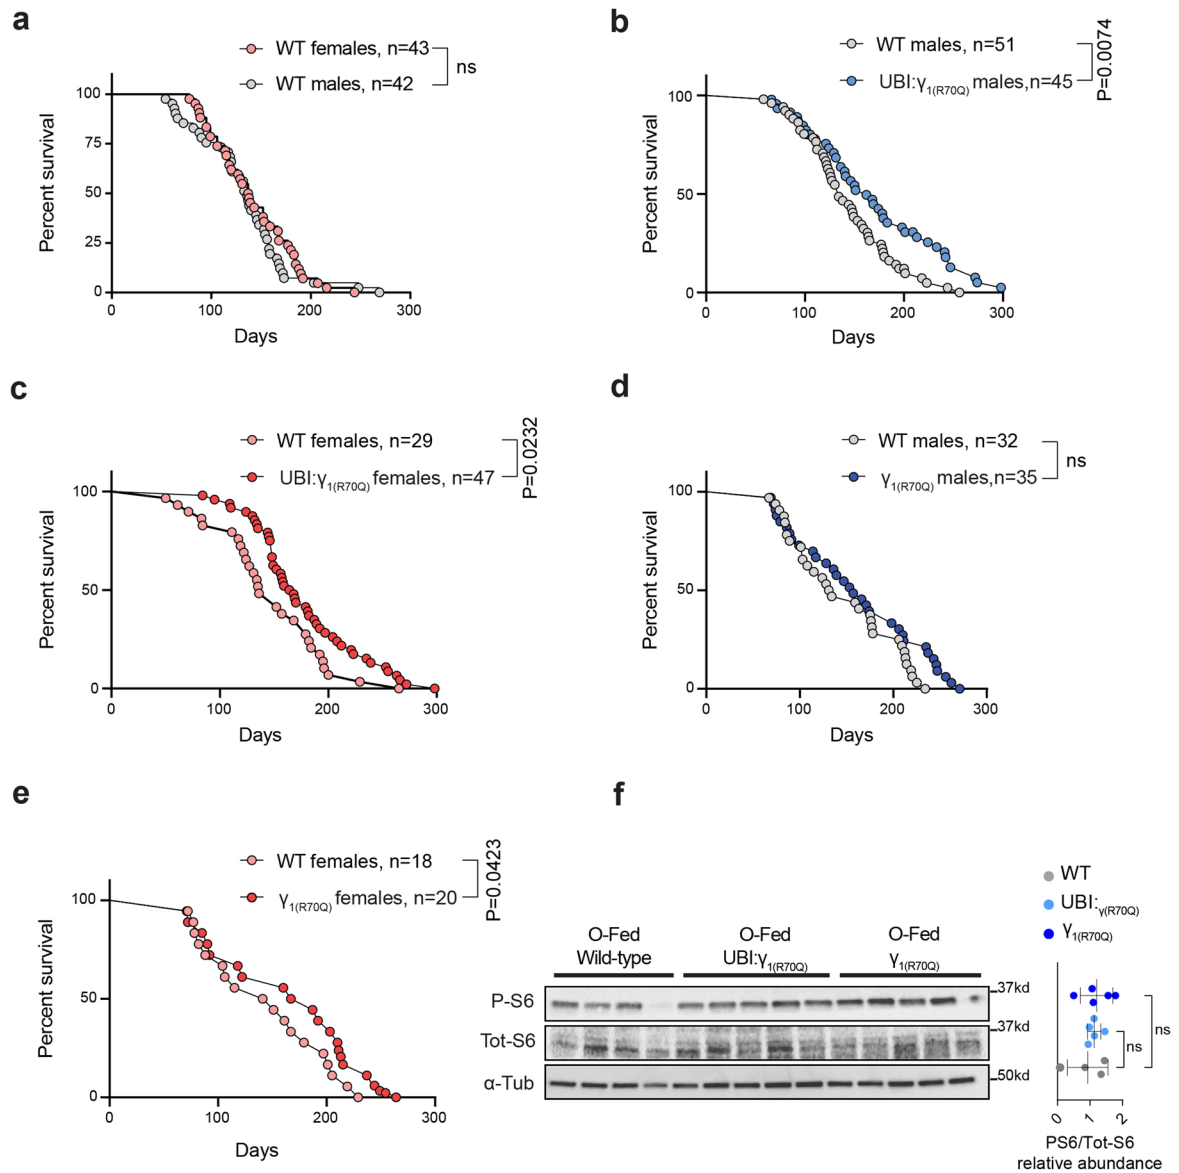 a
WT females, n=43
WT males, n=42
ns
Percent survival
100
75
50
25
0
0
100
200
300
Days
b
WT males, n=51
UBI:γ1(R70Q) males,n=45
P=0.0074
Percent survival
100
50
0
0
100
200
300
Days
c
WT females, n=29
UBI:γ1(R70Q) females, n=47
P=0.0232
Percent survival
100
50
0
0
100
200
300
Days
d
WT males, n=32
γ1(R70Q) males,n=35
ns
Percent survival
100
50
0
0
100
200
300
Days
e
WT females, n=18
γ1(R70Q) females, n=20
P=0.0423
Percent survival
100
50
0
0
100
200
300
Days
f
O-Fed
Wild-type
O-Fed
UBI:γ1(R70Q)
O-Fed
γ1(R70Q)
P-S6
37kd
Tot-S6
37kd
α-Tub
50kd
WT
UBI:γ(R70Q)
γ1(R70Q)
ns
ns
0
1
2
PS6/Tot-S6
relative abundance